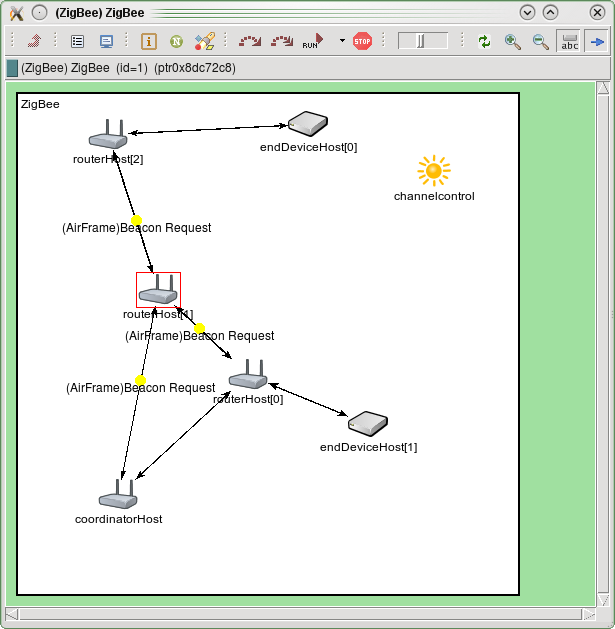 (ZigBee) ZigBee
RUN
STOP
abc
(ZigBee) ZigBee (id=1) (ptr0x8dc72c8)
ZigBee
routerHost[2]
endDeviceHost[0]
channelcontrol
(AirFrame)Beacon Request
routerHost[1]
(AirFrame)Beacon Request
(AirFrame)Beacon Request
routerHost[0]
endDeviceHost[1]
coordinatorHost